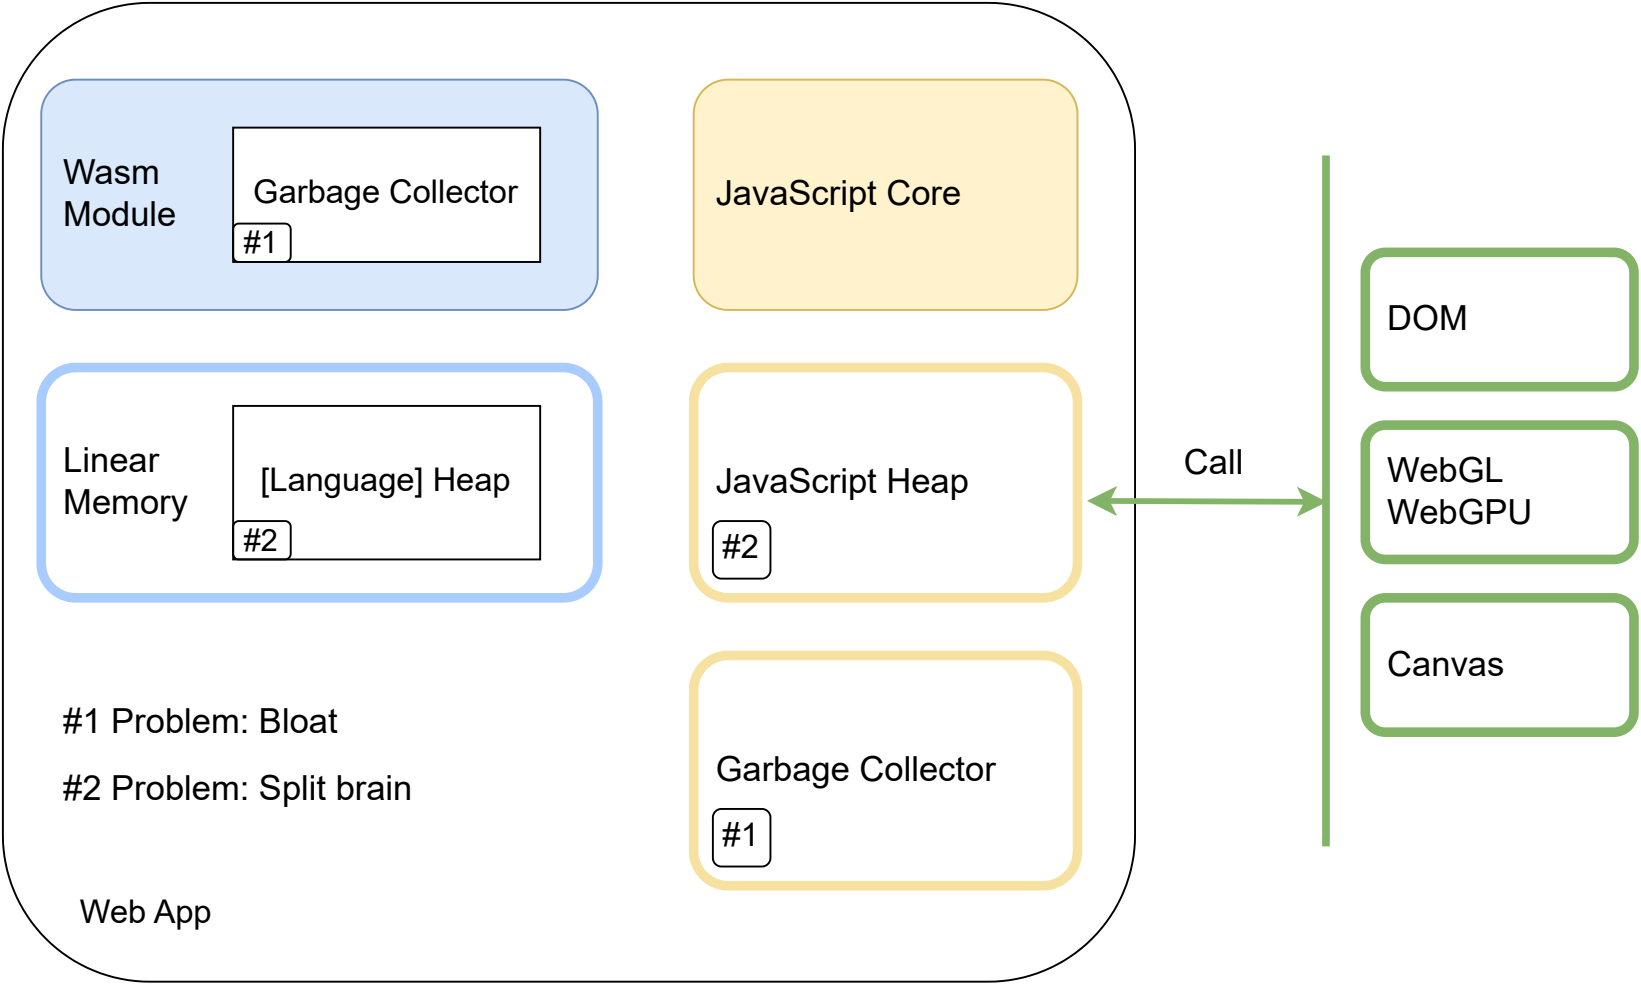 Wasm
Module
Garbage Collector
#1
JavaScript Core
Linear
Memory
[Language] Heap
#2
JavaScript Heap
#2
Call
DOM
WebGL
WebGPU
Canvas
#1 Problem: Bloat
#2 Problem: Split brain
Garbage Collector
#1
Web App